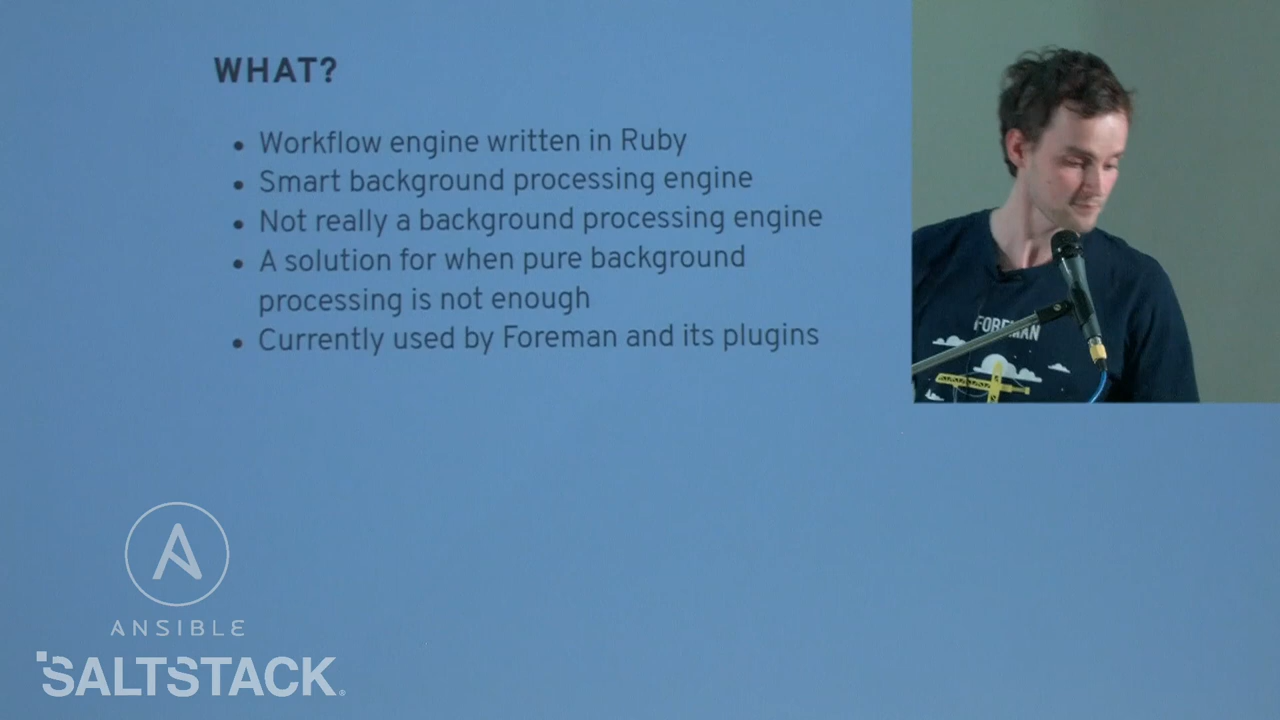 WHAT?
• Workflow engine written in Ruby
• Smart background processing engine
• Not really a background processing engine
• A solution for when pure background
processing is not enough
• Currently used by Foreman and its plugins
FOREMAN
ANSIBLE
SALTSTACK